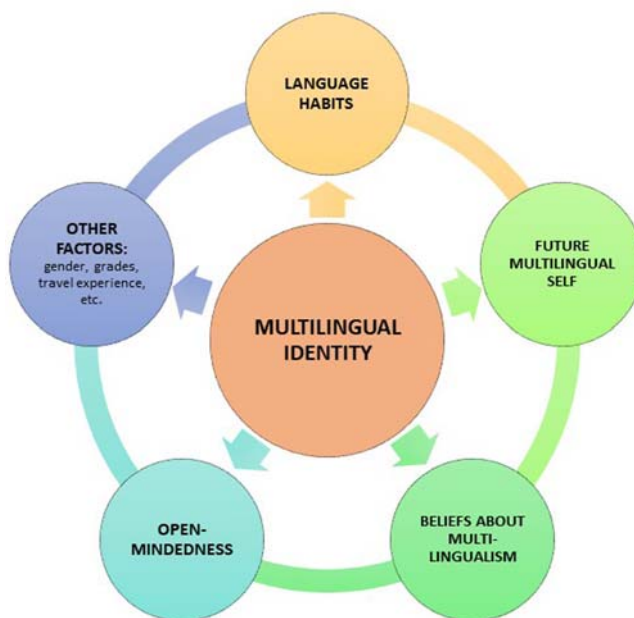 LANGUAGE
HABITS
FUTURE
MULTILINGUAL
SELF
BELIEFS ABOUT
MULTI-
LINGUALISM
OPEN-
MINDEDNESS
OTHER
FACTORS:
gender, grades,
travel experience,
etc.
MULTILINGUAL
IDENTITY